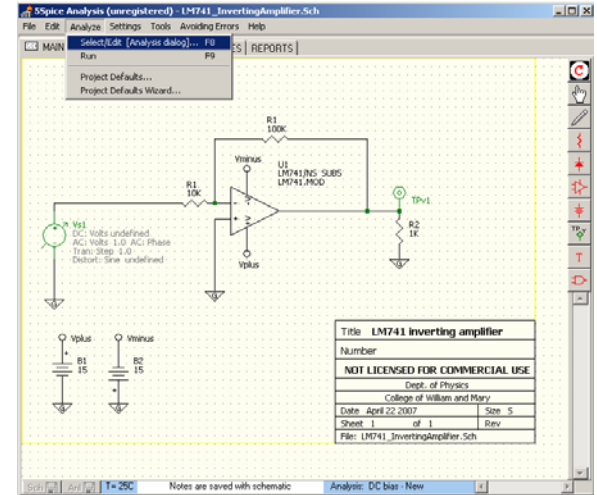 5Spice Analysis (unregistered) - LM741_InvertingAmplifier.Sch
File Edit Analyze Settings Tools Avoiding Errors Help
Select/Edit [Analysis dialog]... F8
MAIN
ES REPORTS
Run F9
Project Defaults...
Project Defaults Wizard...
R1
100K
Vminus
U1
LM741/NS SUBS
LM741.MOD
R1
10K
TPv1
Vs1
DC: Volts undefined
AC: Volts 1.0 AC: Phase
Tran: Step 1.0
Distort: Sine undefined
R2
1K
Vplus
Vplus
Vminus
B1
15
B2
15
Title LM741 inverting amplifier
Number
NOT LICENSED FOR COMMERCIAL USE
Dept. of Physics
College of William and Mary
Date April 22 2007 Size S
Sheet 1 of 1 Rev
File: LM741_InvertingAmplifier.Sch
T= 25C Notes are saved with schematic Analysis: DC bias - New